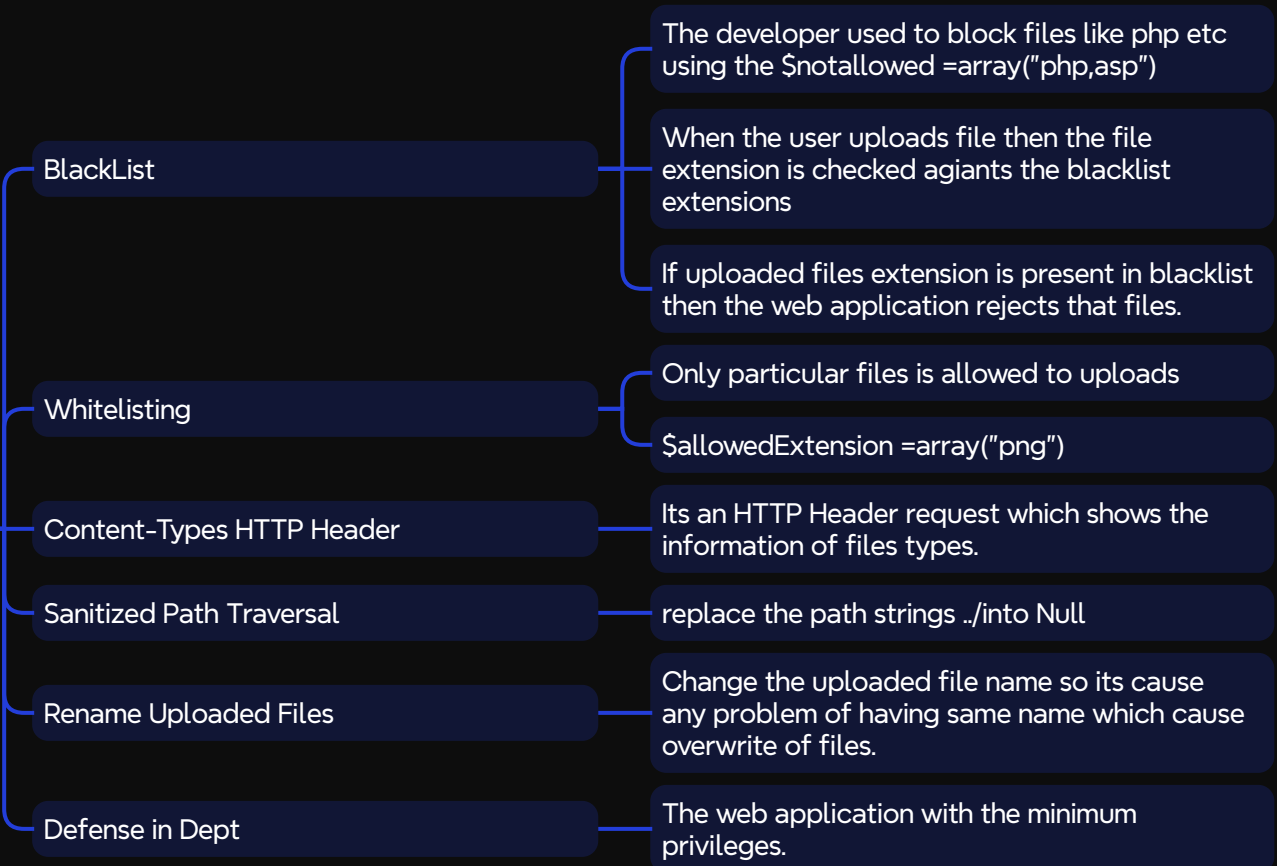 BlackList
The developer used to block files like php etc
using the $notallowed =array("php,asp")
When the user uploads file then the file
extension is checked agiants the blacklist
extensions
If uploaded files extension is present in blacklist
then the web application rejects that files.
Whitelisting
Only particular files is allowed to uploads
$allowedExtension =array("png")
Content-Types HTTP Header
Its an HTTP Header request which shows the
information of files types.
Sanitized Path Traversal
replace the path strings ../into Null
Rename Uploaded Files
Change the uploaded file name so its cause
any problem of having same name which cause
overwrite of files.
Defense in Dept
The web application with the minimum
privileges.